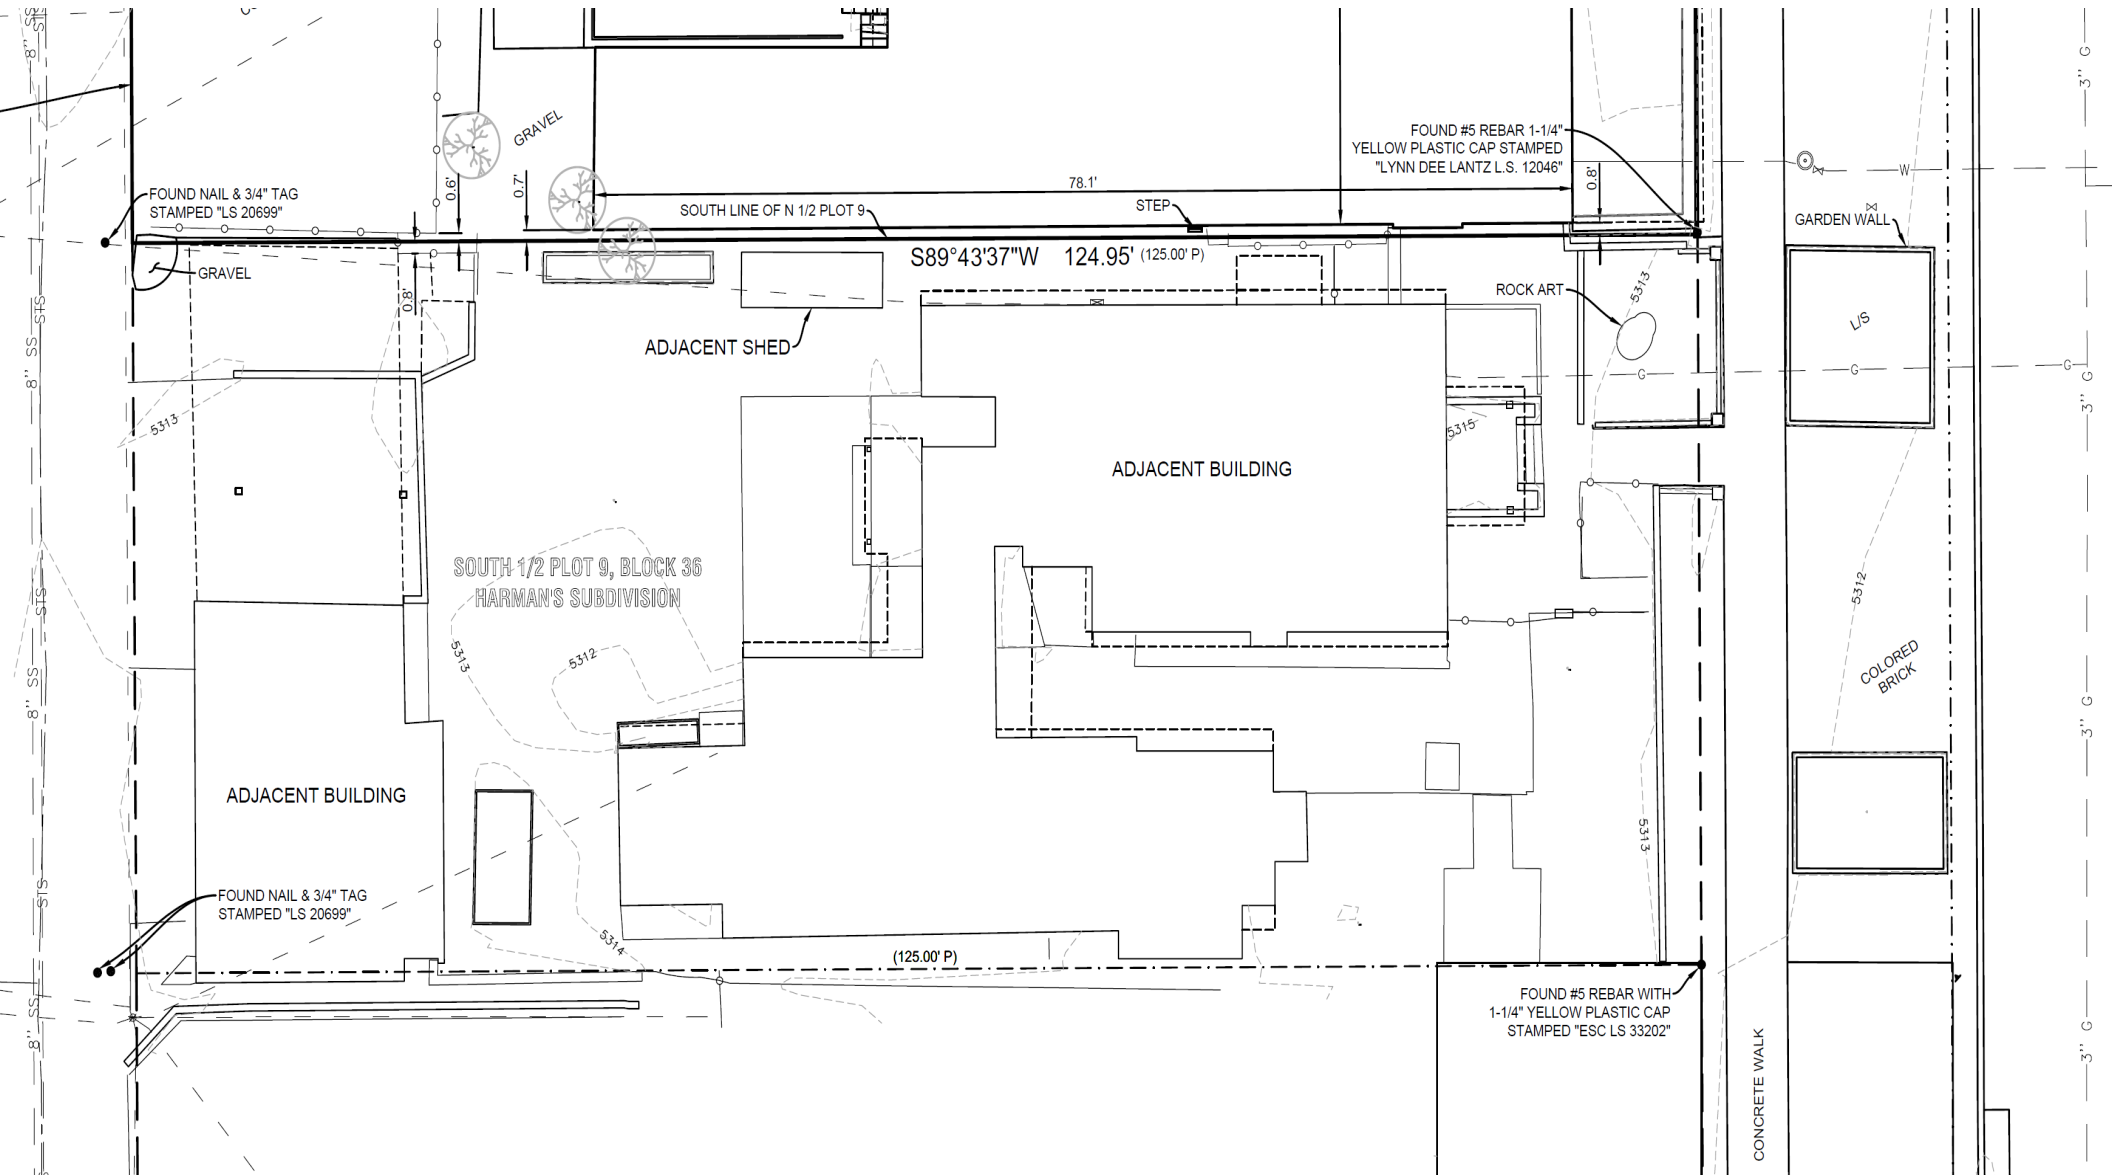 FOUND #5 REBAR 1-1/4"
YELLOW PLASTIC CAP STAMPED
"LYNN DEE LANTZ L.S. 12046"
GRAVEL
FOUND NAIL & 3/4" TAG
STAMPED "LS 20699"
0.6'
0.7'
78.1'
0.8'
W
SOUTH LINE OF N 1/2 PLOT 9
STEP
GARDEN WALL
S89°43'37"W 124.95' (125.00' P)
GRAVEL
0.8'
ROCK ART
5313
L/S
ADJACENT SHED
G
G
G
5313
5315
ADJACENT BUILDING
SOUTH 1/2 PLOT 9, BLOCK 36
HARMAN'S SUBDIVISION
5313
5312
5312
COLORED
BRICK
ADJACENT BUILDING
5313
FOUND NAIL & 3/4" TAG
STAMPED "LS 20699"
5314
(125.00' P)
FOUND #5 REBAR WITH
1-1/4" YELLOW PLASTIC CAP
STAMPED "ESC LS 33202"
CONCRETE WALK
8" SS
STS
8" SS
STS
8" SS
STS
8" SS
STS
8" SS
3" G
3" G
3" G
3" G